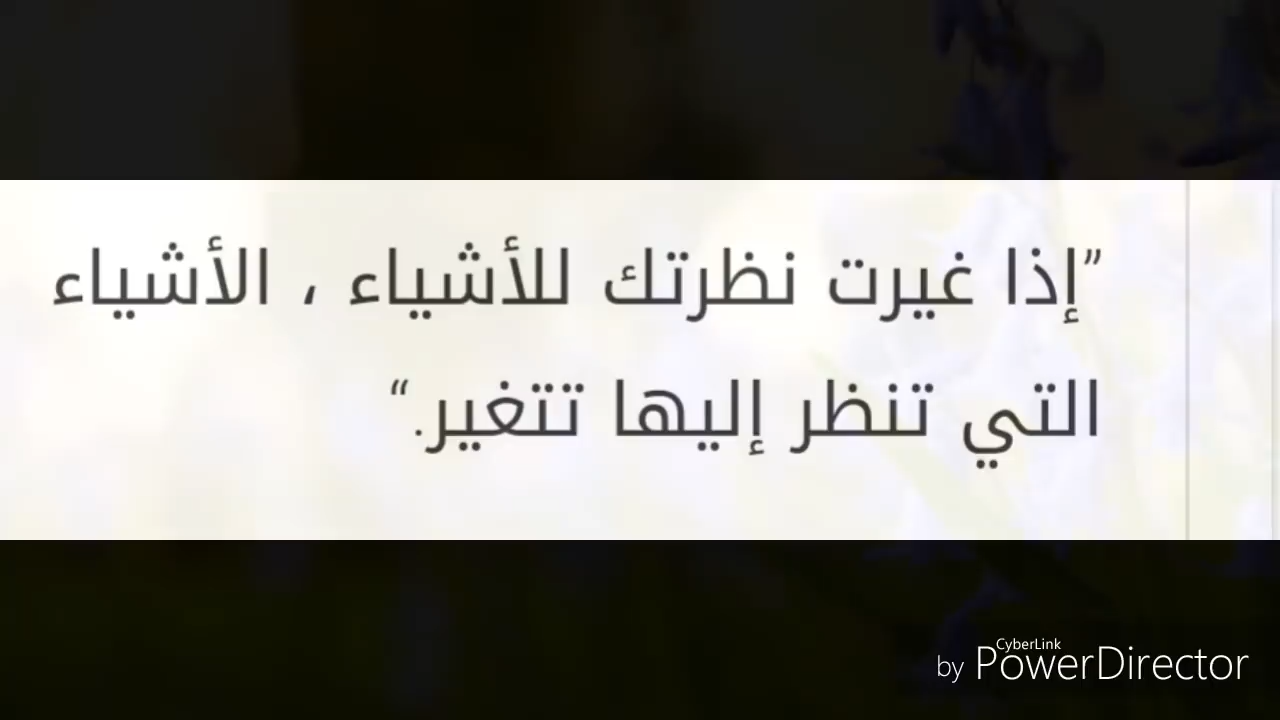 ”إذا غيرت نظرتك للأشياء ، الأشياء
التي تنظر إليها تتغير.“
CyberLink
by PowerDirector